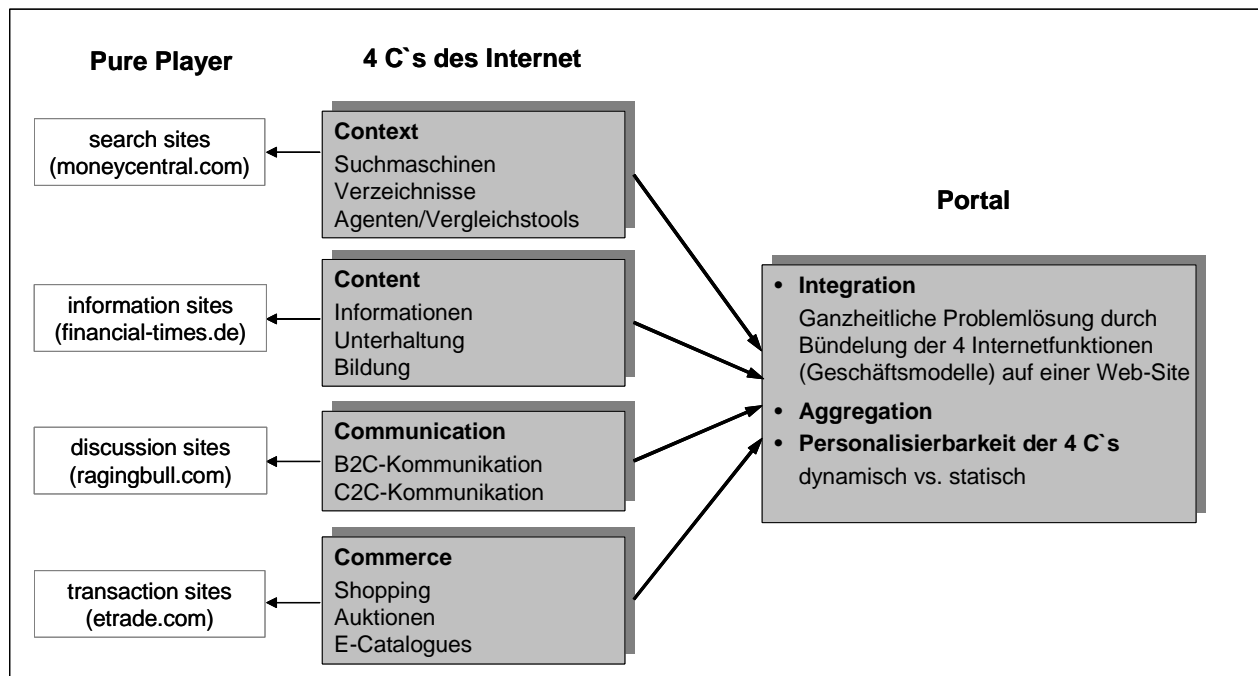 Pure Player
4 C`s des Internet
search sites
(moneycentral.com)
Context
Suchmaschinen
Verzeichnisse
Agenten/Vergleichstools
information sites
(financial-times.de)
Content
Informationen
Unterhaltung
Bildung
discussion sites
(ragingbull.com)
Communication
B2C-Kommunikation
C2C-Kommunikation
transaction sites
(etrade.com)
Commerce
Shopping
Auktionen
E-Catalogues
Portal
• Integration
Ganzheitliche Problemlösung durch
Bündelung der 4 Internetfunktionen
(Geschäftsmodelle) auf einer Web-Site
• Aggregation
• Personalisierbarkeit der 4 C`s
dynamisch vs. statisch